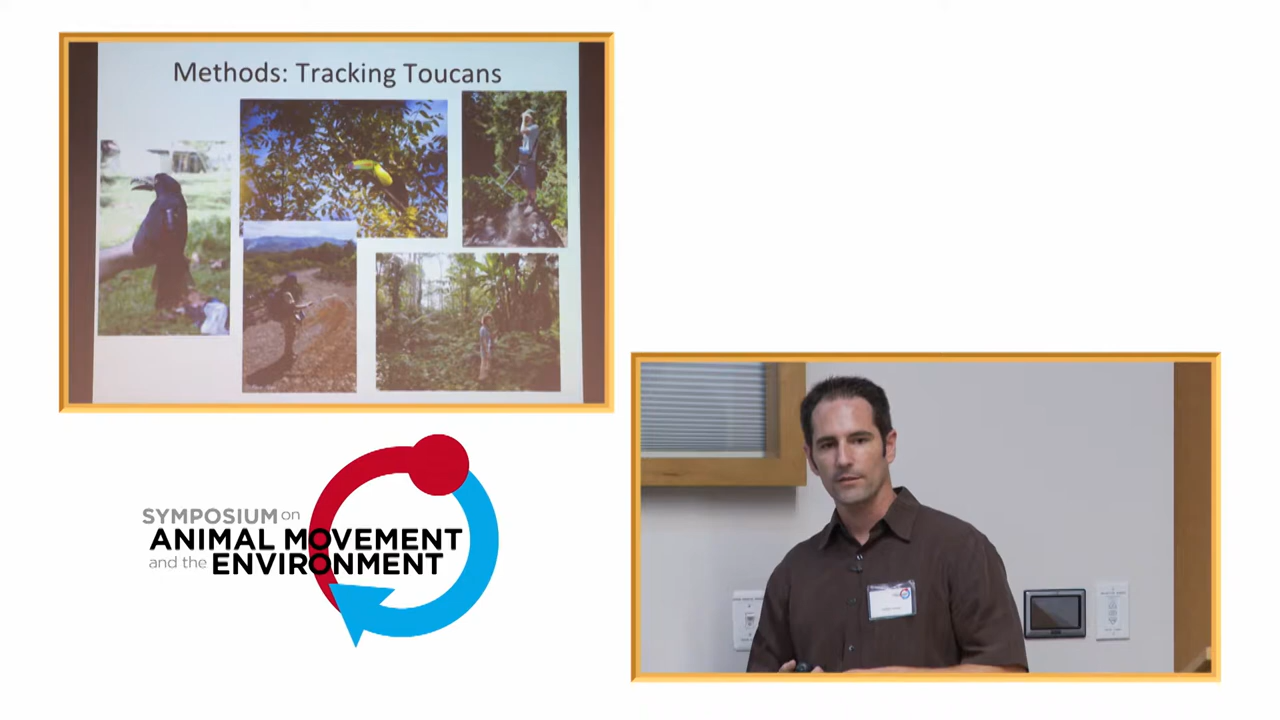 Methods: Tracking Toucans
SYMPOSIUM on
ANIMAL MOVEMENT
and the ENVIRONMENT